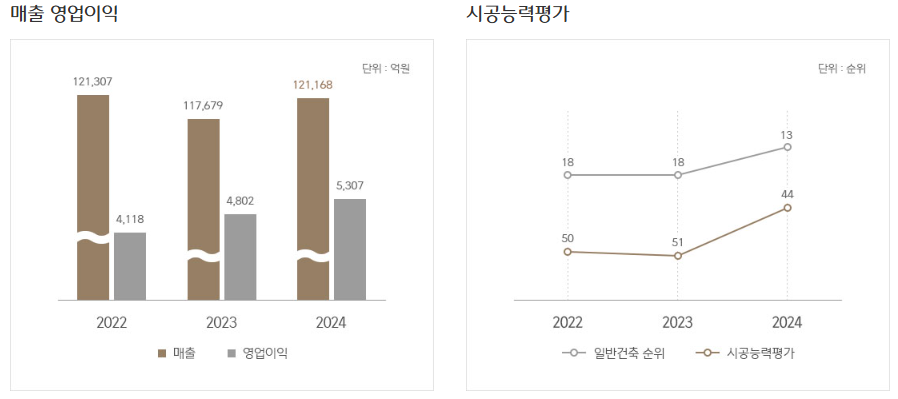 매출 영업이익
단위 : 억원
121,307
117,679
121,168
4,118
4,802
5,307
2022 2023 2024
매출 영업이익
시공능력평가
단위 : 순위
18 18 13
50 51 44
2022 2023 2024
일반건축 순위 시공능력평가